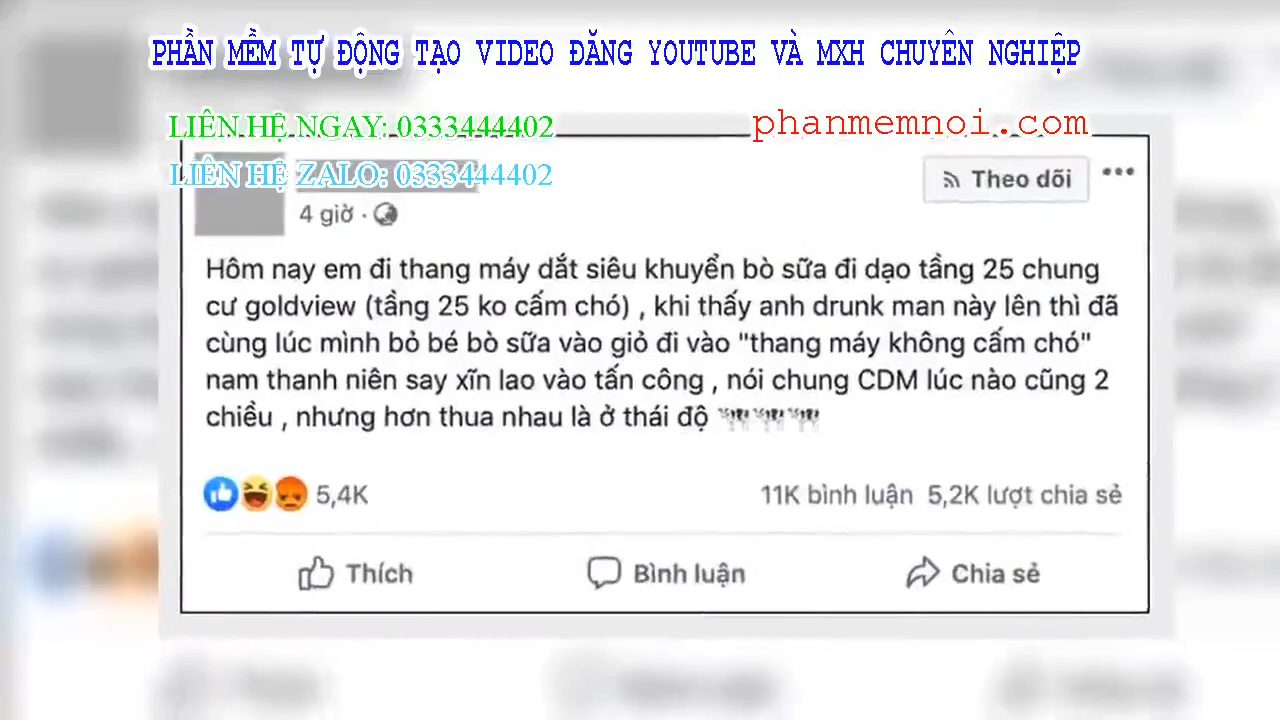 PHẦN MỀM TỰ ĐỘNG TẠO VIDEO ĐĂNG YOUTUBE VÀ MXH CHUYÊN NGHIỆP
LIÊN HỆ NGAY: 0333444402
phanmemnoi.com
LIÊN HỆ ZALO: 0333444402
Theo dõi
4 giờ ·
Hôm nay em đi thang máy dắt siêu khuyển bò sữa đi dạo tầng 25 chung
cư goldview (tầng 25 ko cấm chó) , khi thấy anh drunk man này lên thì đã
cùng lúc mình bỏ bé bò sữa vào giỏ đi vào "thang máy không cấm chó"
nam thanh niên say xĩn lao vào tấn công , nói chung CDM lúc nào cũng 2
chiều , nhưng hơn thua nhau là ở thái độ
5,4K
11K bình luận 5,2K lượt chia sẻ
Thích
Bình luận
Chia sẻ